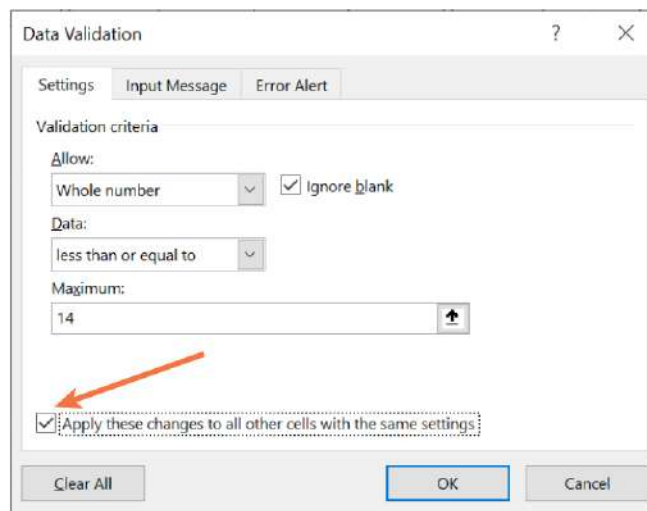 Data Validation ?
Settings Input Message Error Alert
Validation criteria
Allow:
Whole number Ignore blank
Data:
less than or equal to
Maximum:
14
Apply these changes to all other cells with the same settings
Clear All OK Cancel